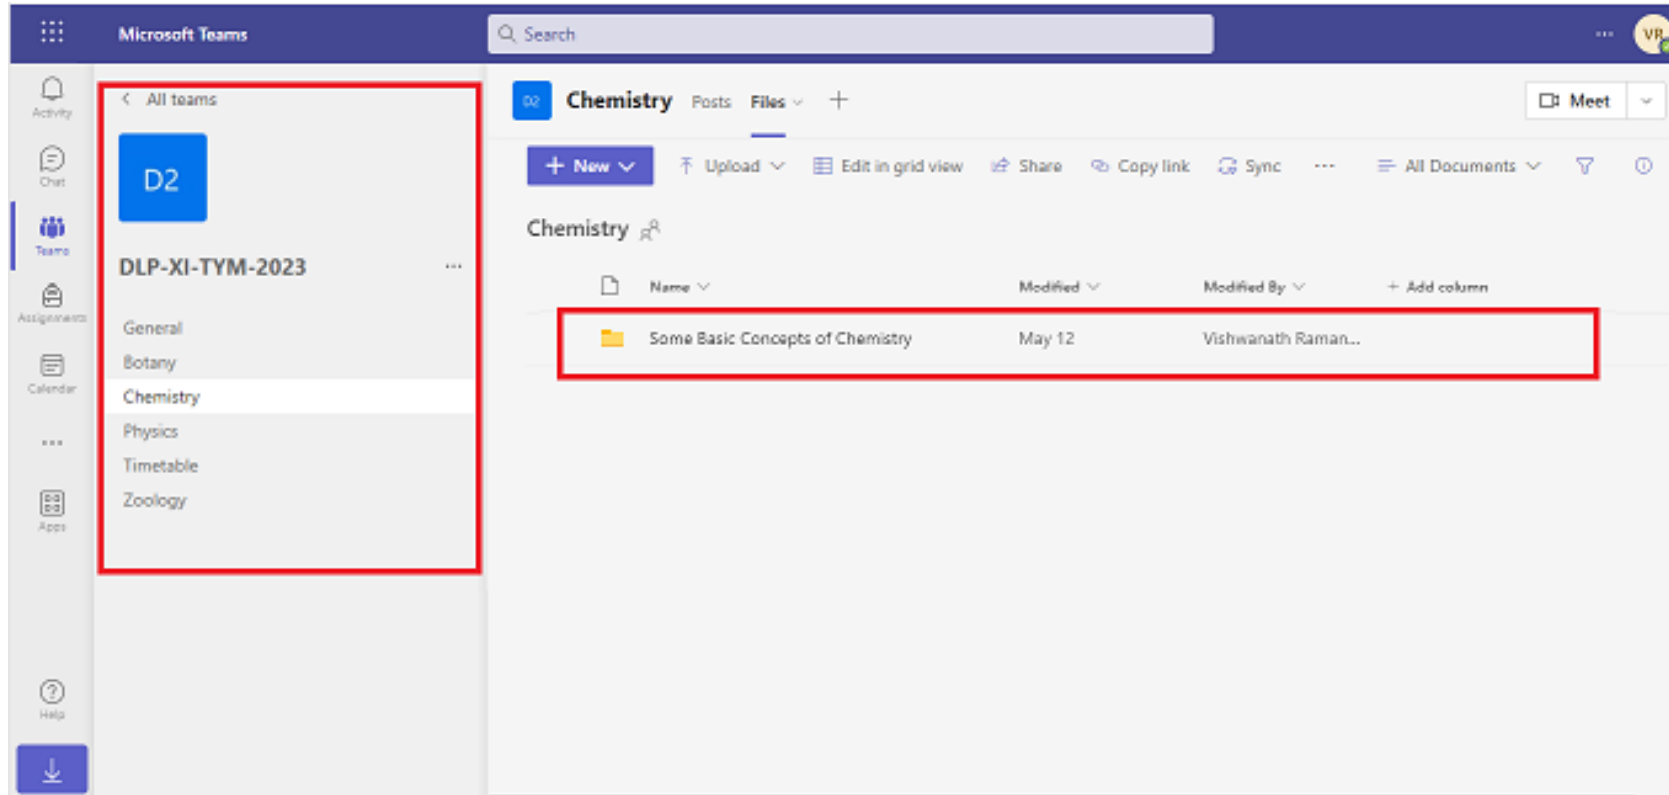 Microsoft Teams
Search
VR
Activity
Chat
Teams
Assignments
Calendar
Apps
Help
All teams
D2
DLP-XI-TYM-2023
General
Botany
Chemistry
Physics
Timetable
Zoology
D2 Chemistry Posts Files + Meet
+ New Upload Edit in grid view Share Copy link Sync ... All Documents
Chemistry
Name Modified Modified By + Add column
Some Basic Concepts of Chemistry May 12 Vishwanath Raman...